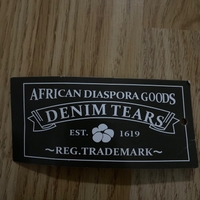 AFRICAN DIASPORA GOODS
DENIM TEARS
EST. 1619
~REG.TRADEMARK~